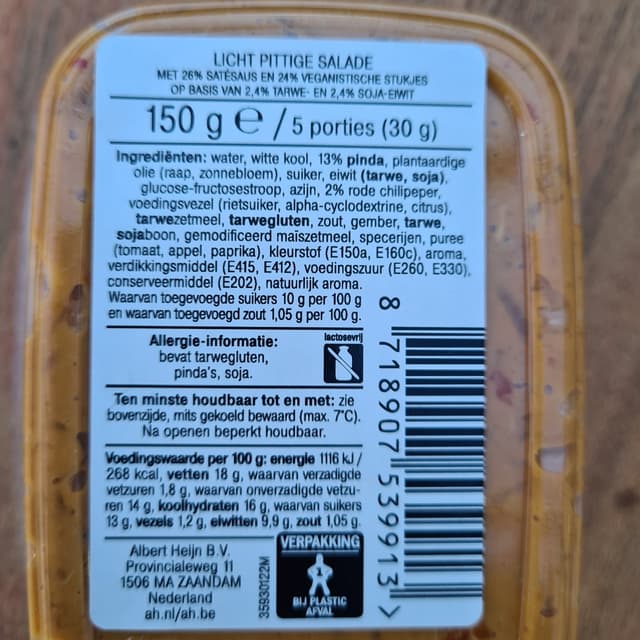 LICHT PITTIGE SALADE
MET 26% SATÉSAUS EN 24% VEGANISTISCHE STUKJES
OP BASIS VAN 2,4% TARWE- EN 2,4% SOJA-EIWIT
150 g e / 5 porties (30 g)
Ingrediënten: water, witte kool, 13% pinda, plantaardige
olie (raap, zonnebloem), suiker, eiwit (tarwe, soja),
glucose-fructosestroop, azijn, 2% rode chilipeper,
voedingsvezel (rietsuiker, alpha-cyclodextrine, citrus),
tarwezetmeel, tarwegluten, zout, gember, tarwe,
sojaboon, gemodificeerd maiszetmeel, specerijen, puree
(tomaat, appel, paprika), kleurstof (E150a, E160c), aroma,
verdikkingsmiddel (E415, E412), voedingszuur (E260, E330),
conserveermiddel (E202), natuurlijk aroma.
Waarvan toegevoegde suikers 10 g per 100 g
en waarvan toegevoegd zout 1,05 g per 100 g.
Allergie-informatie:
bevat tarwegluten,
pinda's, soja.
lactosevrij
Ten minste houdbaar tot en met: zie
bovenzijde, mits gekoeld bewaard (max. 7°C).
Na openen beperkt houdbaar.
Voedingswaarde per 100 g: energie 1116 kJ /
268 kcal, vetten 18 g, waarvan verzadigde
vetzuren 1,8 g, waarvan onverzadigde vetzu-
ren 14 g, koolhydraten 16 g, waarvan suikers
13 g, vezels 1,2 g, eiwitten 9,9 g, zout 1,05 g.
Albert Heijn B.V.
Provincialeweg 11
1506 MA ZAANDAM
Nederland
ah.nl/ah.be
35930122M
VERPAKKING
1
BIJ PLASTIC
AFVAL
8 718907 539913 >